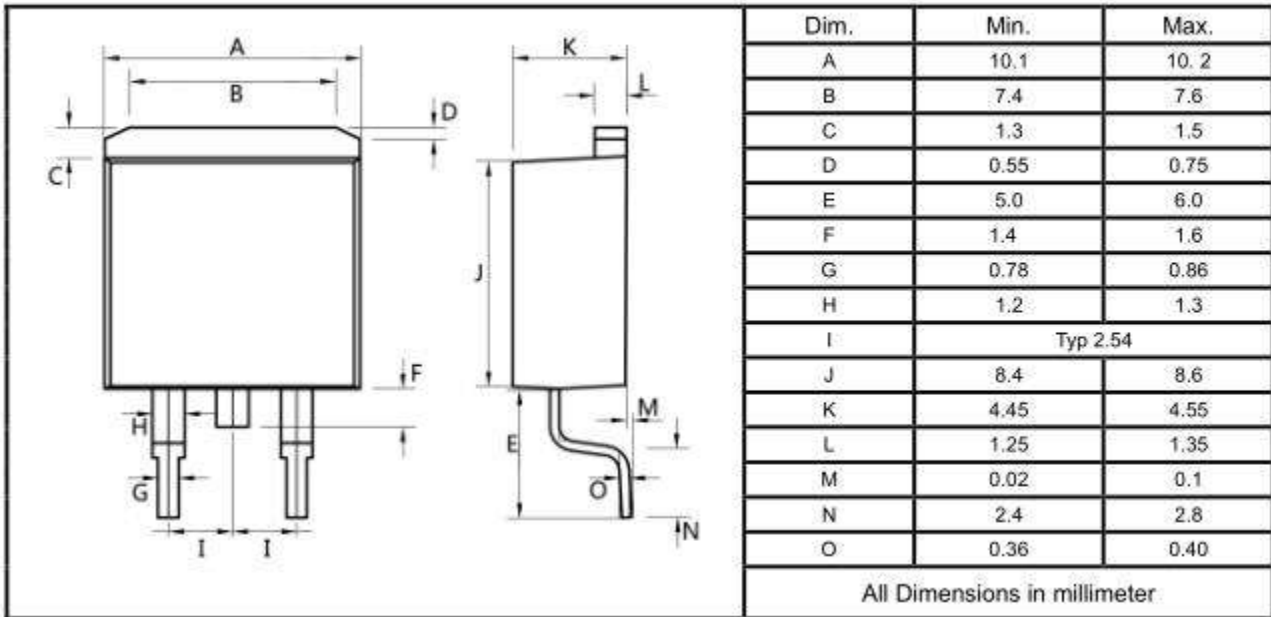 A
B
C
D
K
L
J
F
H
G
I I
E
M
O
N
Dim. Min. Max.
A 10.1 10. 2
B 7.4 7.6
C 1.3 1.5
D 0.55 0.75
E 5.0 6.0
F 1.4 1.6
G 0.78 0.86
H 1.2 1.3
I Typ 2.54
J 8.4 8.6
K 4.45 4.55
L 1.25 1.35
M 0.02 0.1
N 2.4 2.8
O 0.36 0.40
All Dimensions in millimeter